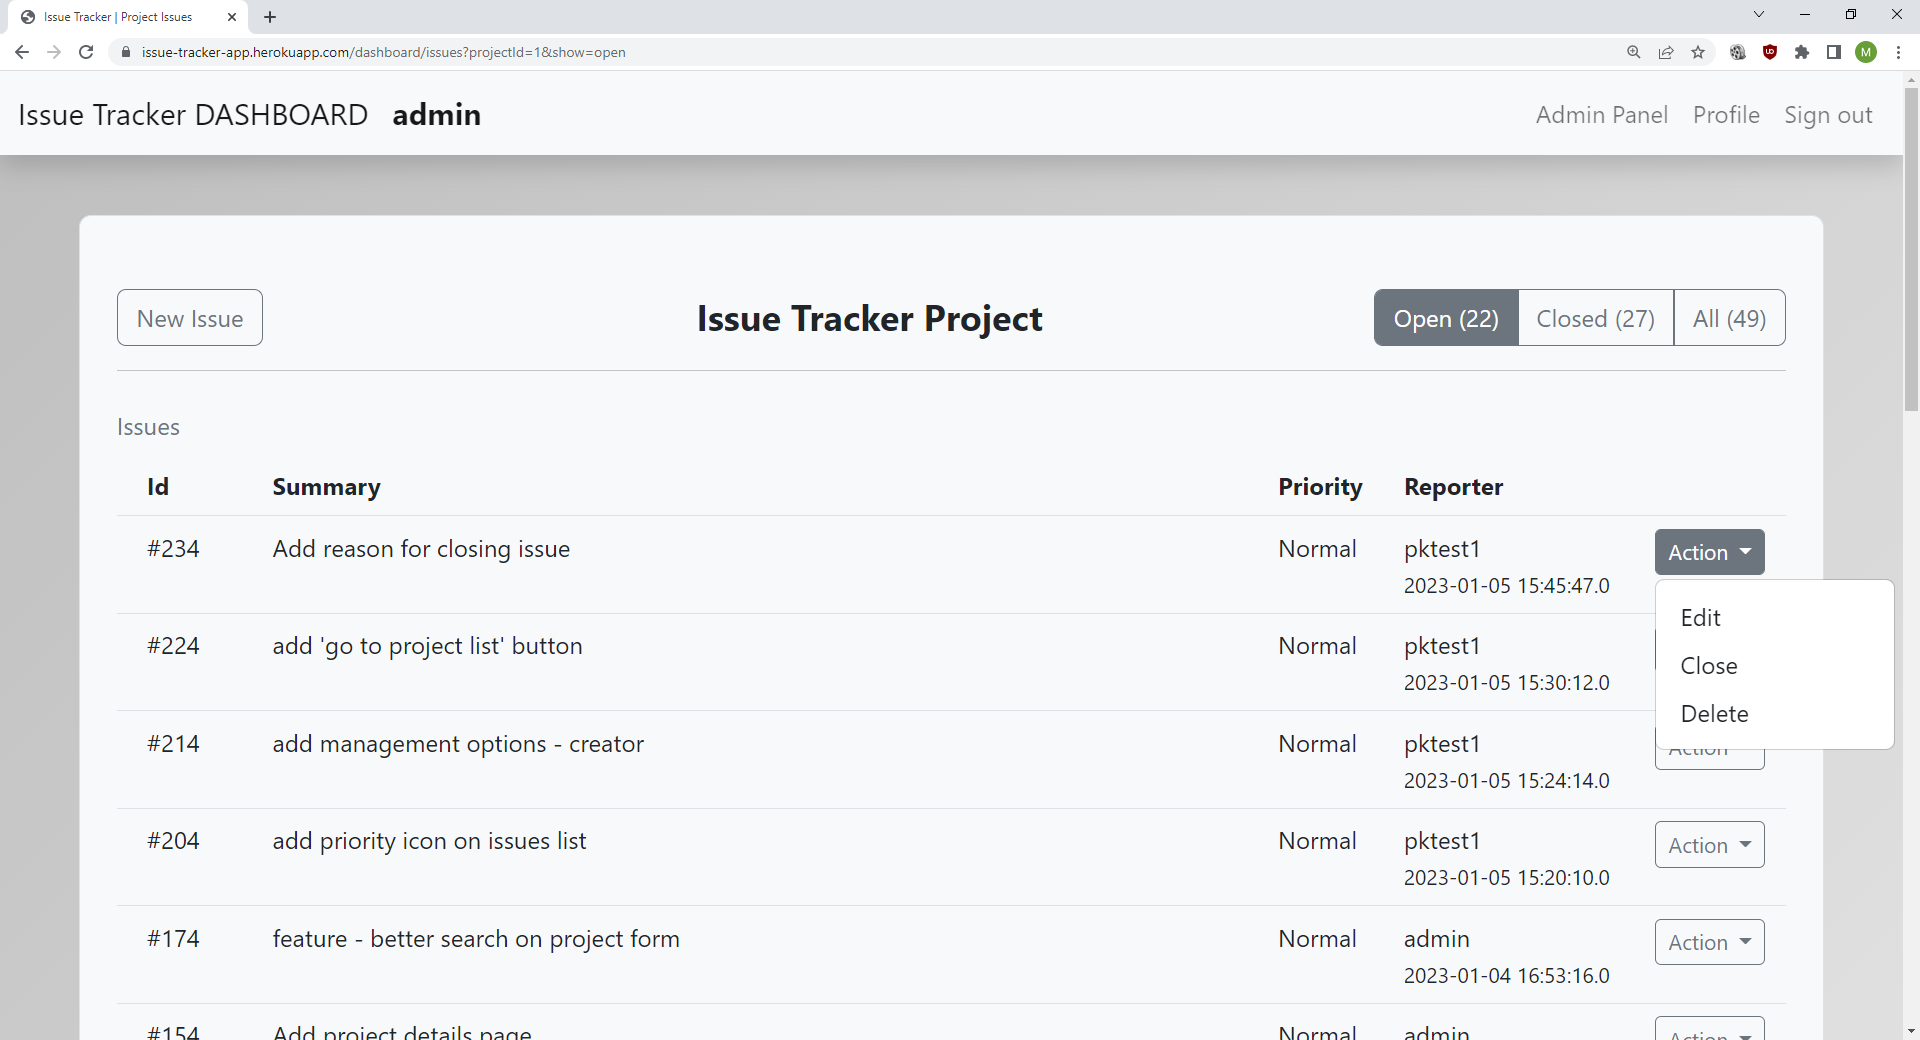 Issue Tracker | Project Issues
issue-tracker-app.herokuapp.com/dashboard/issues?projectId=1&show=open
M
Issue Tracker DASHBOARD admin Admin Panel Profile Sign out
New Issue Issue Tracker Project Open (22) Closed (27) All (49)
Issues
Id Summary Priority Reporter
#234 Add reason for closing issue Normal pktest1 Action
2023-01-05 15:45:47.0
Edit
#224 add 'go to project list' button Normal pktest1
Close
2023-01-05 15:30:12.0
Delete
#214 add management options - creator Normal pktest1 Action
2023-01-05 15:24:14.0
#204 add priority icon on issues list Normal pktest1 Action
2023-01-05 15:20:10.0
#174 feature - better search on project form Normal admin Action
2023-01-04 16:53:16.0
#154 Add project details page Normal admin Action